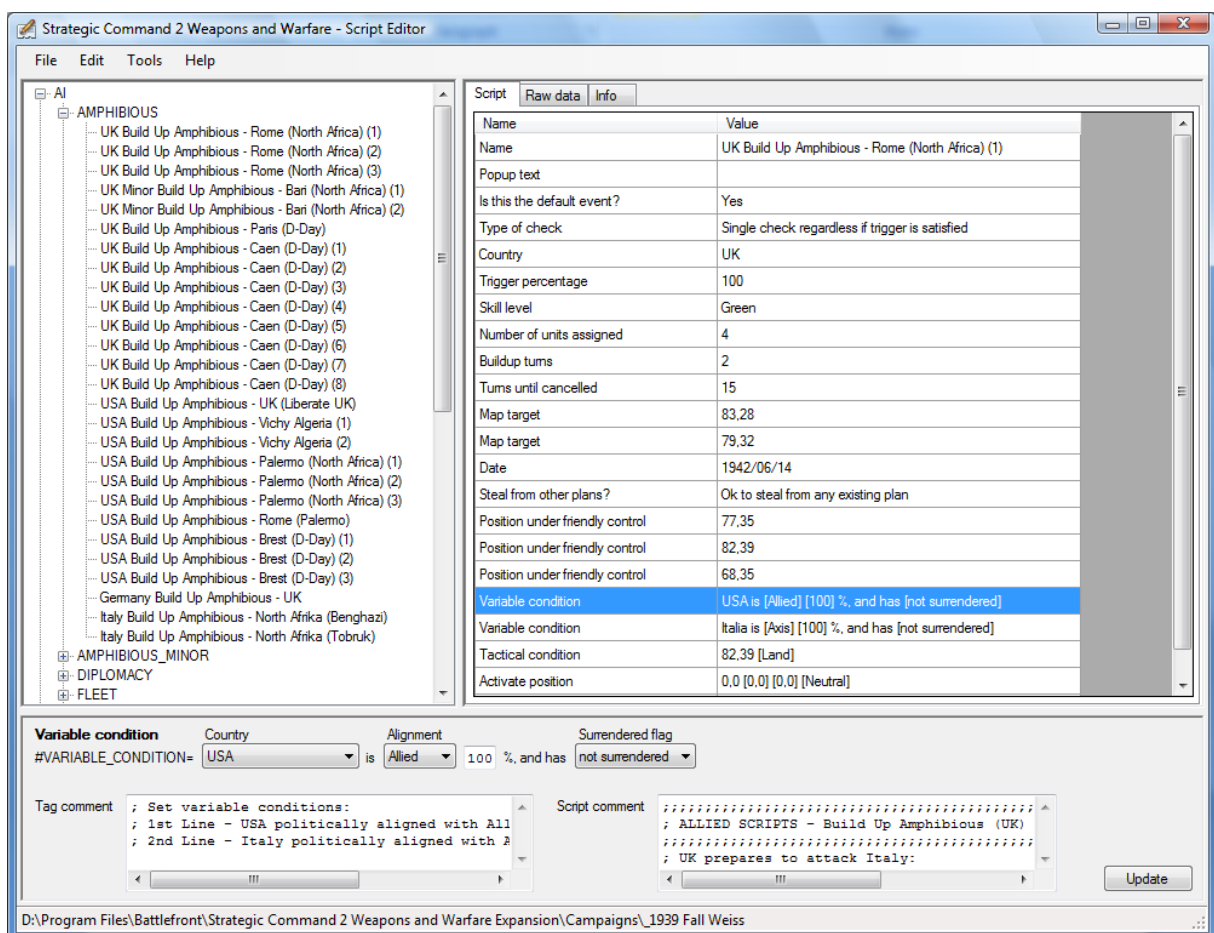 Strategic Command 2 Weapons and Warfare - Script Editor
File Edit Tools Help
AI
AMPHIBIOUS
UK Build Up Amphibious - Rome (North Africa) (1)
UK Build Up Amphibious - Rome (North Africa) (2)
UK Build Up Amphibious - Rome (North Africa) (3)
UK Minor Build Up Amphibious - Bari (North Africa) (1)
UK Minor Build Up Amphibious - Bari (North Africa) (2)
UK Build Up Amphibious - Paris (D-Day)
UK Build Up Amphibious - Caen (D-Day) (1)
UK Build Up Amphibious - Caen (D-Day) (2)
UK Build Up Amphibious - Caen (D-Day) (3)
UK Build Up Amphibious - Caen (D-Day) (4)
UK Build Up Amphibious - Caen (D-Day) (5)
UK Build Up Amphibious - Caen (D-Day) (6)
UK Build Up Amphibious - Caen (D-Day) (7)
UK Build Up Amphibious - Caen (D-Day) (8)
USA Build Up Amphibious - UK (Liberate UK)
USA Build Up Amphibious - Vichy Algeria (1)
USA Build Up Amphibious - Vichy Algeria (2)
USA Build Up Amphibious - Palermo (North Africa) (1)
USA Build Up Amphibious - Palermo (North Africa) (2)
USA Build Up Amphibious - Palermo (North Africa) (3)
USA Build Up Amphibious - Rome (Palermo)
USA Build Up Amphibious - Brest (D-Day) (1)
USA Build Up Amphibious - Brest (D-Day) (2)
USA Build Up Amphibious - Brest (D-Day) (3)
Germany Build Up Amphibious - UK
Italy Build Up Amphibious - North Afrika (Benghazi)
Italy Build Up Amphibious - North Afrika (Tobruk)
AMPHIBIOUS_MINOR
DIPLOMACY
FLEET
Script Raw data Info
Name Value
Name UK Build Up Amphibious - Rome (North Africa) (1)
Popup text
Is this the default event? Yes
Type of check Single check regardless if trigger is satisfied
Country UK
Trigger percentage 100
Skill level Green
Number of units assigned 4
Buildup turns 2
Turns until cancelled 15
Map target 83,28
Map target 79,32
Date 1942/06/14
Steal from other plans? Ok to steal from any existing plan
Position under friendly control 77,35
Position under friendly control 82,39
Position under friendly control 68,35
Variable condition USA is [Allied] [100] %, and has [not surrendered]
Variable condition Italia is [Axis] [100] %, and has [not surrendered]
Tactical condition 82,39 [Land]
Activate position 0,0 [0,0] [0,0] [Neutral]
Variable condition Country Alignment Surrendered flag
#VARIABLE_CONDITION= USA is Allied 100 %, and has not surrendered
Tag comment
; Set variable conditions:
; 1st Line - USA politically aligned with All
; 2nd Line - Italy politically aligned with A
Script comment
;;;;;;;;;;;;;;;;;;;;;;;;;;;;;;;;;;;;;;;;;;;;
; ALLIED SCRIPTS - Build Up Amphibious (UK)
;;;;;;;;;;;;;;;;;;;;;;;;;;;;;;;;;;;;;;;;;;;;
; UK prepares to attack Italy:
Update
D:\Program Files\Battlefront\Strategic Command 2 Weapons and Warfare Expansion\Campaigns\_1939 Fall Weiss